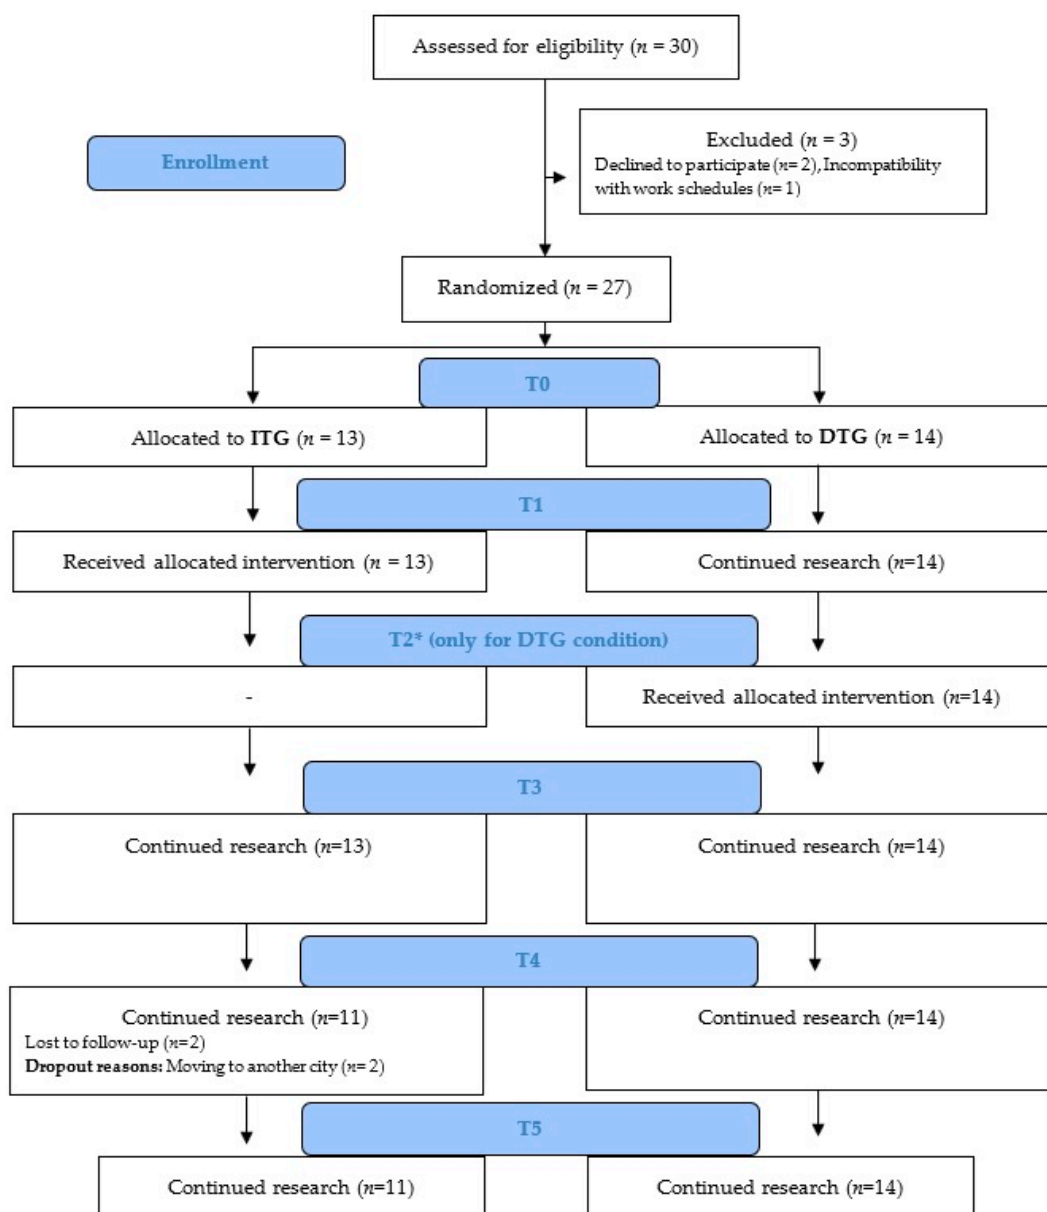 Assessed for eligibility (n = 30)
Enrollment
Excluded (n = 3)
Declined to participate (n= 2), Incompatibility
with work schedules (n= 1)
Randomized (n = 27)
T0
Allocated to ITG (n = 13)
Allocated to DTG (n = 14)
T1
Received allocated intervention (n = 13)
Continued research (n=14)
T2* (only for DTG condition)
-
Received allocated intervention (n=14)
T3
Continued research (n=13)
Continued research (n=14)
T4
Continued research (n=11)
Lost to follow-up (n=2)
Dropout reasons: Moving to another city (n= 2)
Continued research (n=14)
T5
Continued research (n=11)
Continued research (n=14)